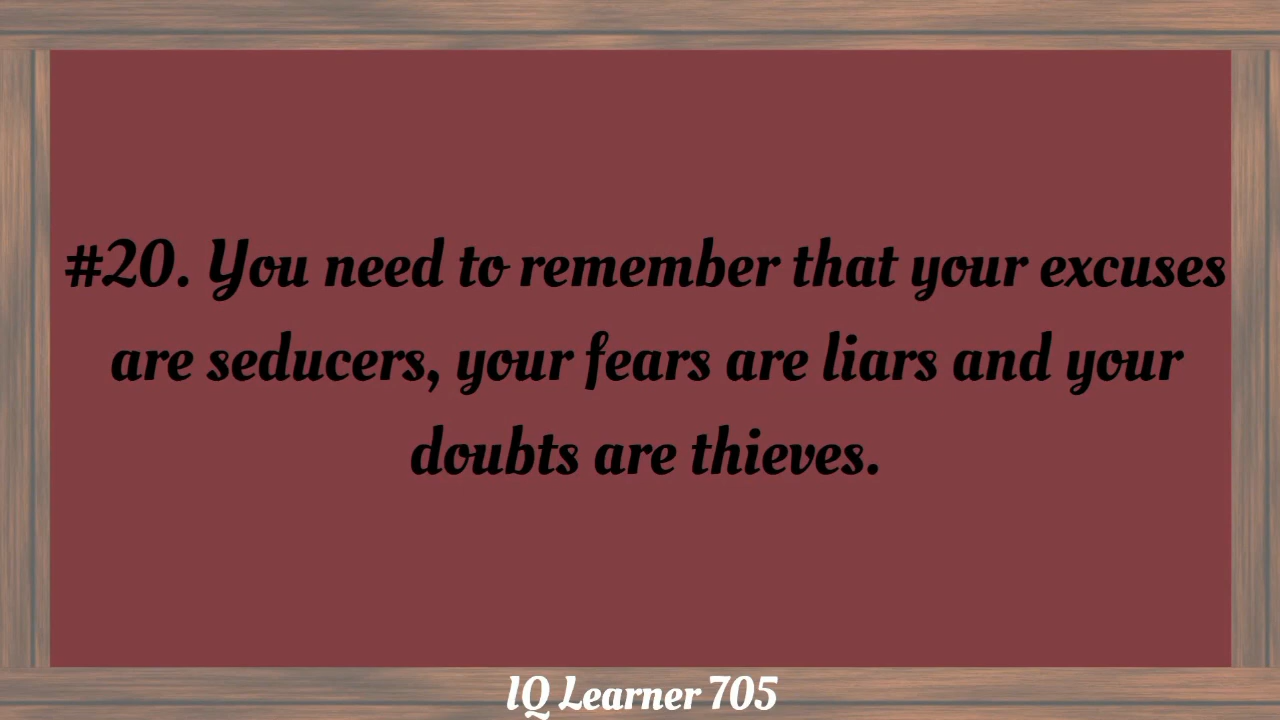 #20. You need to remember that your excuses
are seducers, your fears are liars and your
doubts are thieves.
IQ Learner 705